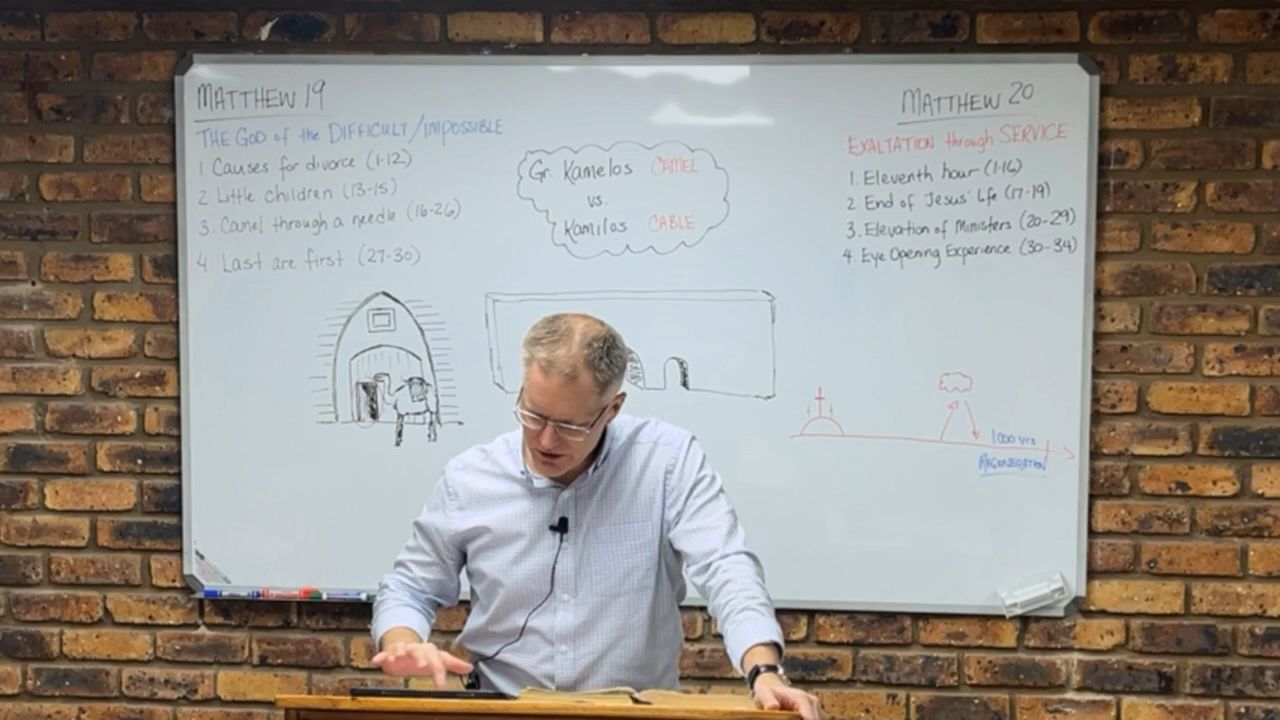 MATTHEW 19
THE GOD of the DIFFICULT/IMPOSSIBLE
1. Causes for divorce (1-12)
2 Little children (13-15)
3. Camel through a needle (16-26)
4. Last are first (27-30)
Gr. Kamelos CAMEL
vs.
Kamilos CABLE
MATTHEW 20
EXALTATION through SERVICE
1. Eleventh hour (1-16)
2. End of Jesus' Life (17-19)
3. Elevation of Ministers (20-29)
4. Eye Opening Experience (30-34)
1000 yrs
REGENERATION